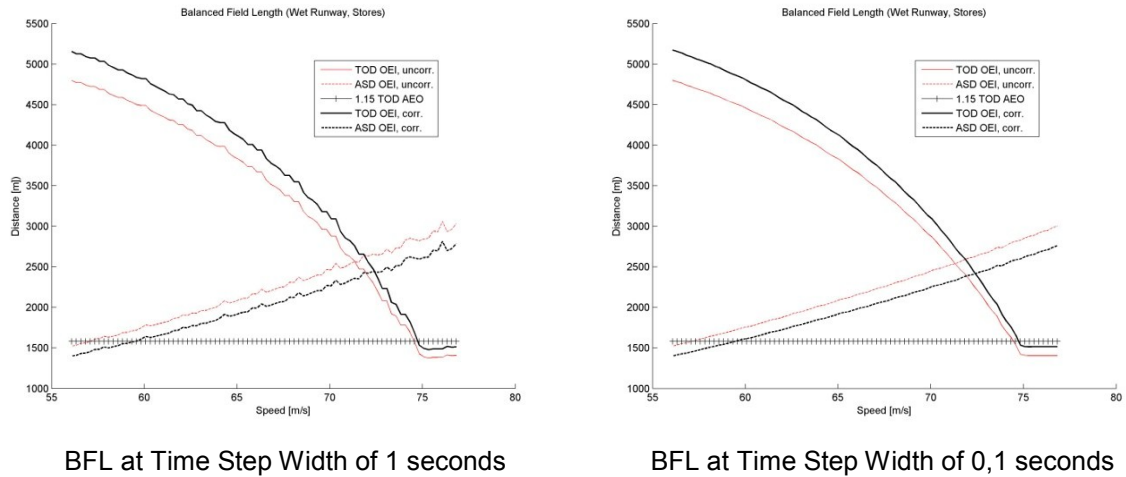 Balanced Field Length (Wet Runway, Stores)
5500
5000
4500
4000
3500
3000
2500
2000
1500
1000
Distance [m]
55
60
65
70
75
80
Speed [m/s]
TOD OEI, uncorr.
ASD OEI, uncorr.
1.15 TOD AEO
TOD OEI, corr.
ASD OEI, corr.
BFL at Time Step Width of 1 seconds
Balanced Field Length (Wet Runway, Stores)
5500
5000
4500
4000
3500
3000
2500
2000
1500
1000
Distance [m]
55
60
65
70
75
80
Speed [m/s]
TOD OEI, uncorr.
ASD OEI, uncorr.
1.15 TOD AEO
TOD OEI, corr.
ASD OEI, corr.
BFL at Time Step Width of 0,1 seconds